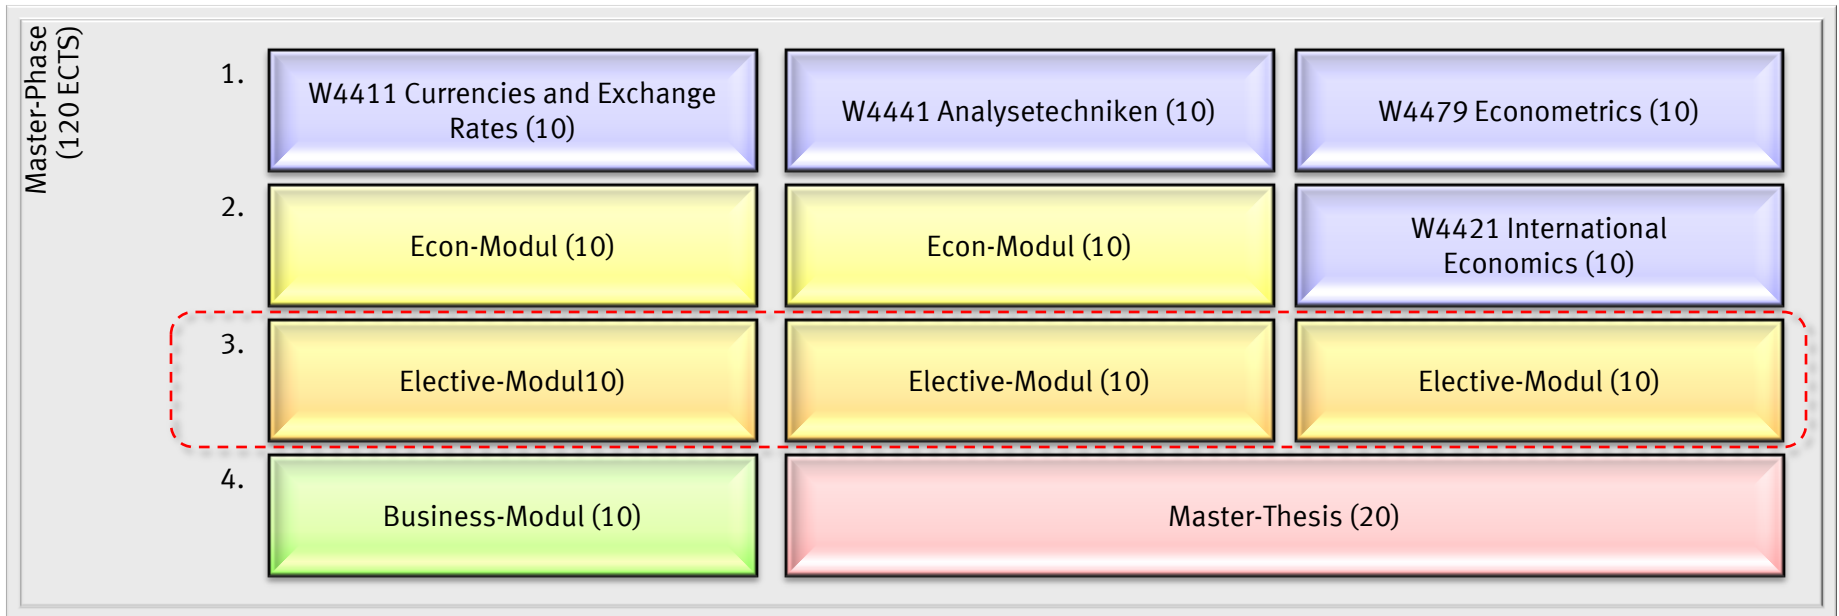 Master-Phase
(120 ECTS)
1.
W4411 Currencies and Exchange
Rates (10)
W4441 Analysetechniken (10)
W4479 Econometrics (10)
2.
Econ-Modul (10)
Econ-Modul (10)
W4421 International
Economics (10)
3.
Elective-Modul10)
Elective-Modul (10)
Elective-Modul (10)
4.
Business-Modul (10)
Master-Thesis (20)